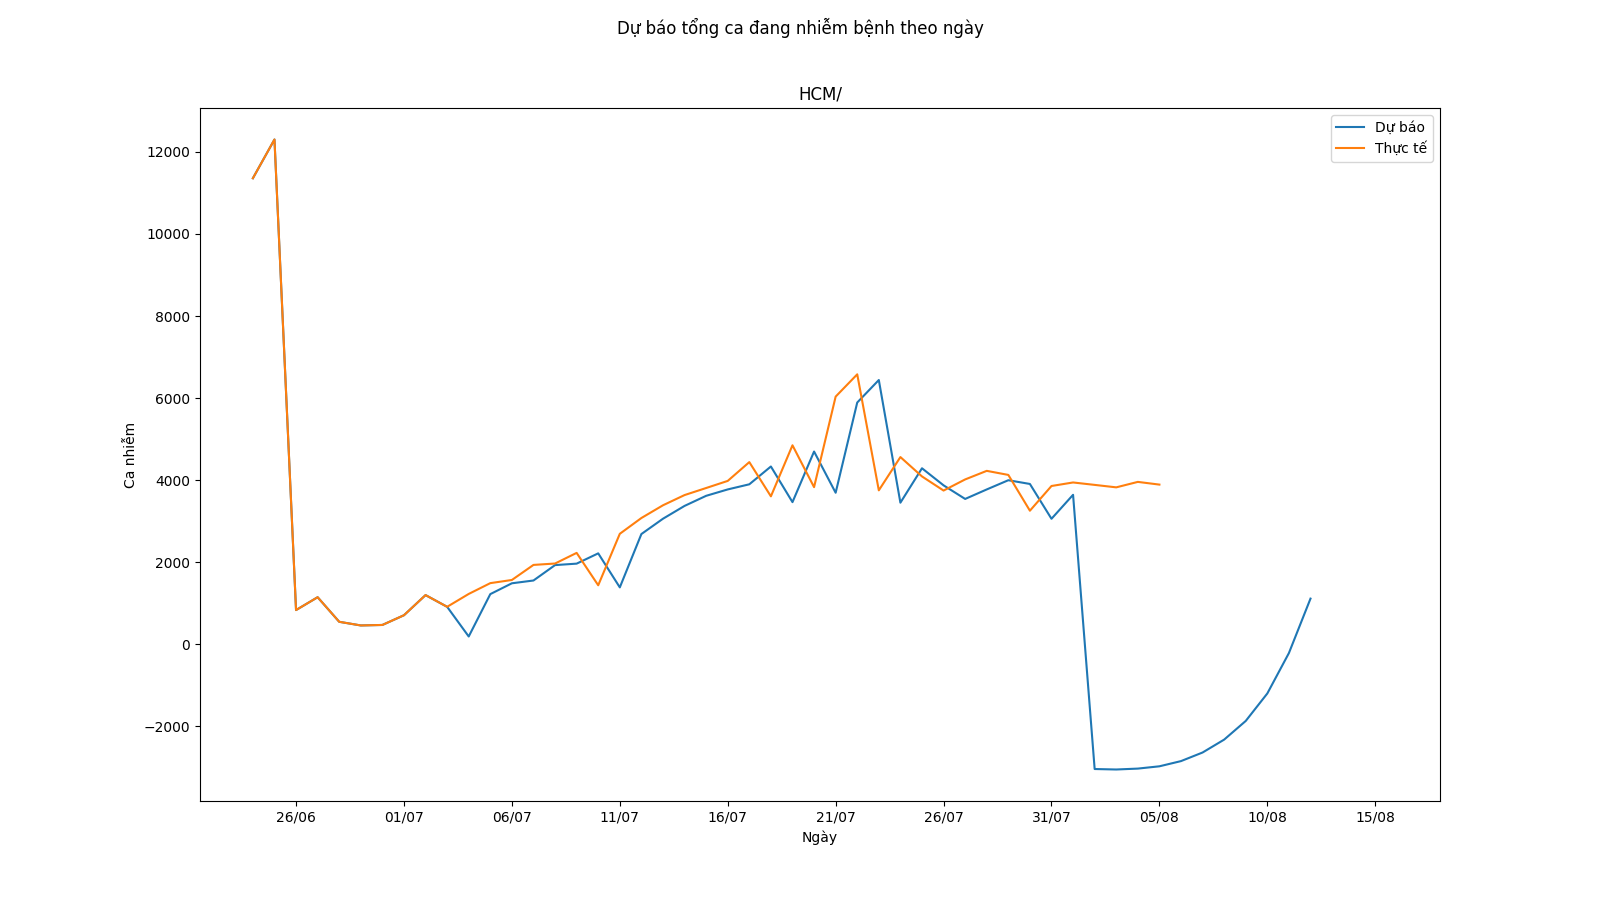 Dự báo tổng ca đang nhiễm bệnh theo ngày
HCM/
Dự báo
Thực tế
12000
10000
8000
6000
4000
2000
0
−2000
Ca nhiễm
26/06 01/07 06/07 11/07 16/07 21/07 26/07 31/07 05/08 10/08 15/08
Ngày